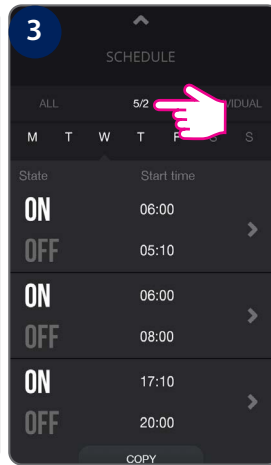 3
SCHEDULE
ALL 5/2 VIDUAL
M T W T F S S
State Start time
ON 06:00
OFF 05:10
ON 06:00
OFF 08:00
ON 17:10
OFF 20:00
COPY